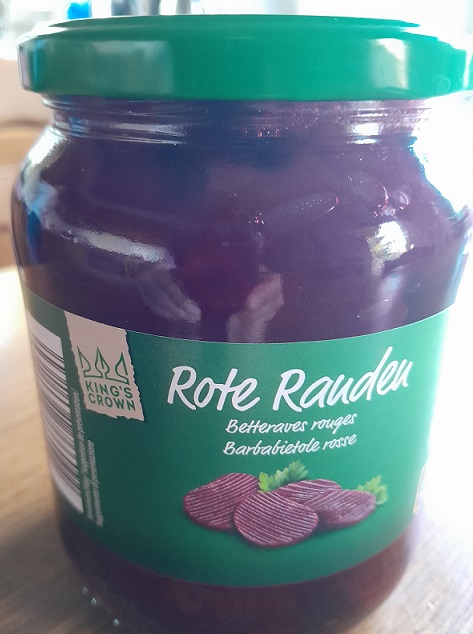 KING'S
CROWN
Rote Randen
Betteraves rouges
Barbabietole rosse